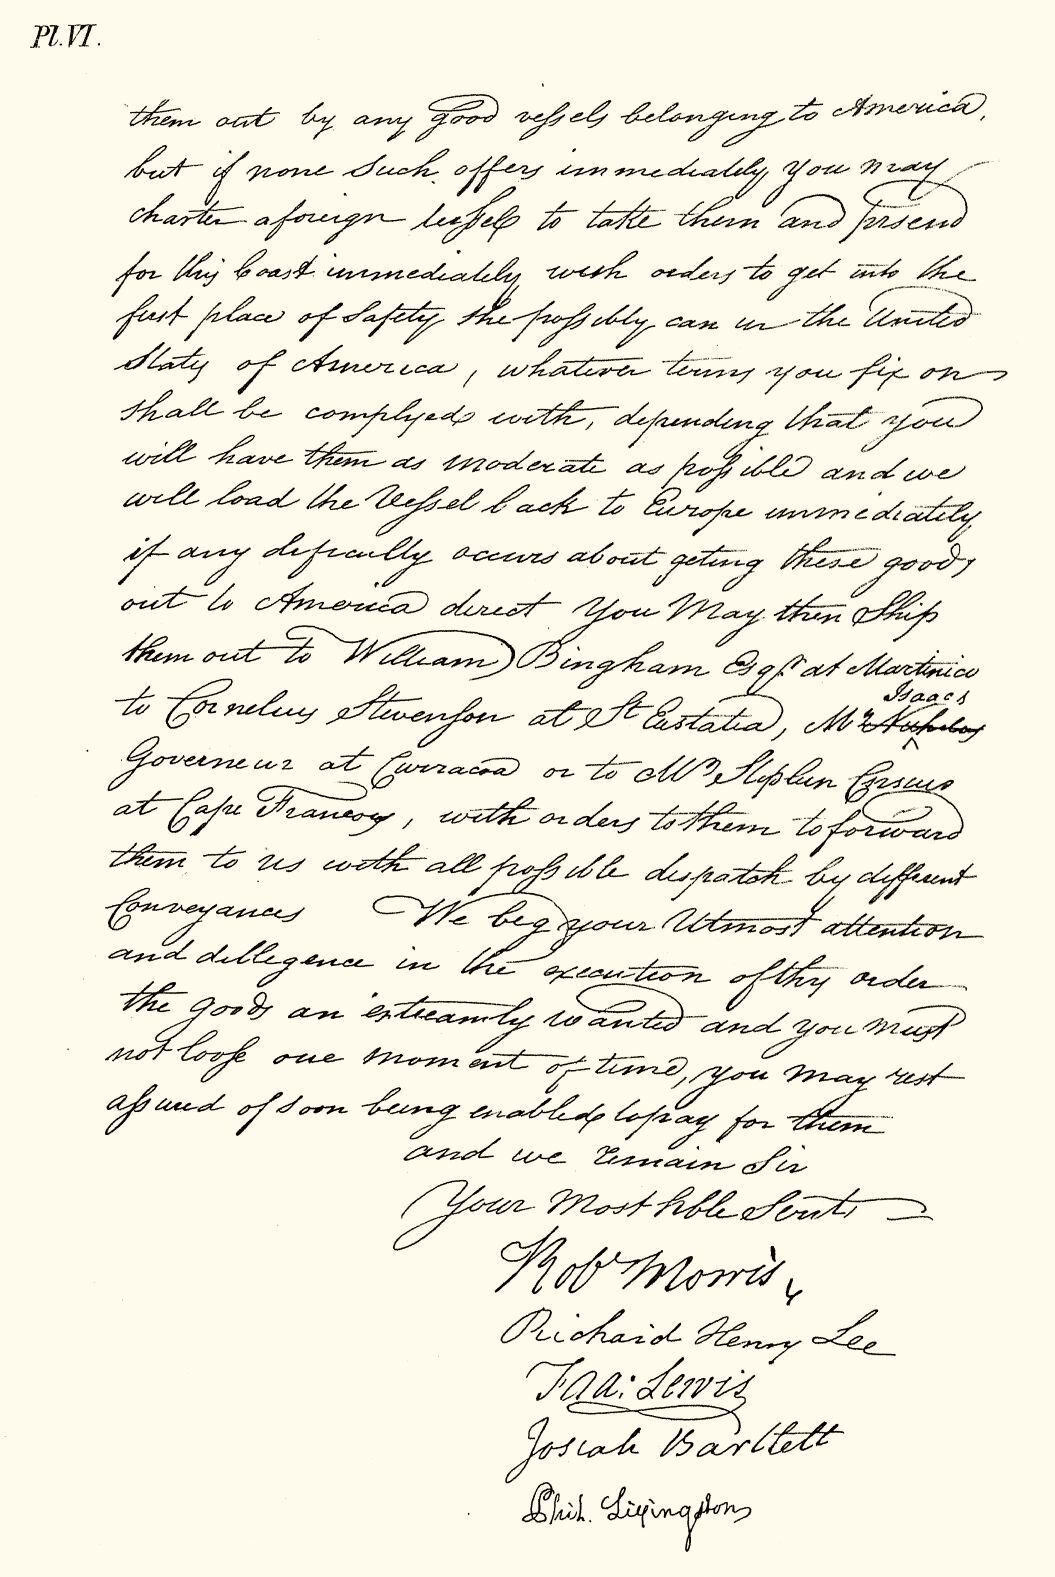 Pl. VI.
them out by any good vessels belonging to America,
but if none Such offers immediately, you may
charter a foreign vessel to take them and
for this Coast immediately with orders to get into the
first place of Safety she possibly can in the United
States of America, whatever terms you fix on
shall be complyed with, depending that you
will have them as moderate as possible and we
will load the Vessel back to Europe immediately,
if any deficulty occurs about geting these goods
out to America direct You May then Ship
them out to William Bingham Esqr. at Martinico
Isaac
to Cornelius Stevenson at St Eustatia, Mr
Governeur at Curracoa or to Mr Stephen
at Cape Francoy, with orders to them to forward
them to us with all possible dispatch by different
Conveyances We beg your Utmost attention
and dillegence in the execution of thy order
the goods are extreamly wanted and you must
not loose one moment of time, you may rest
assured of soon being enabled to pay for them
and we remain Sir
Your Most hble Servts
Robt Morris
Richard Henry Lee
Fra: Lewis
Josiah Bartlett
Phil. Livingston